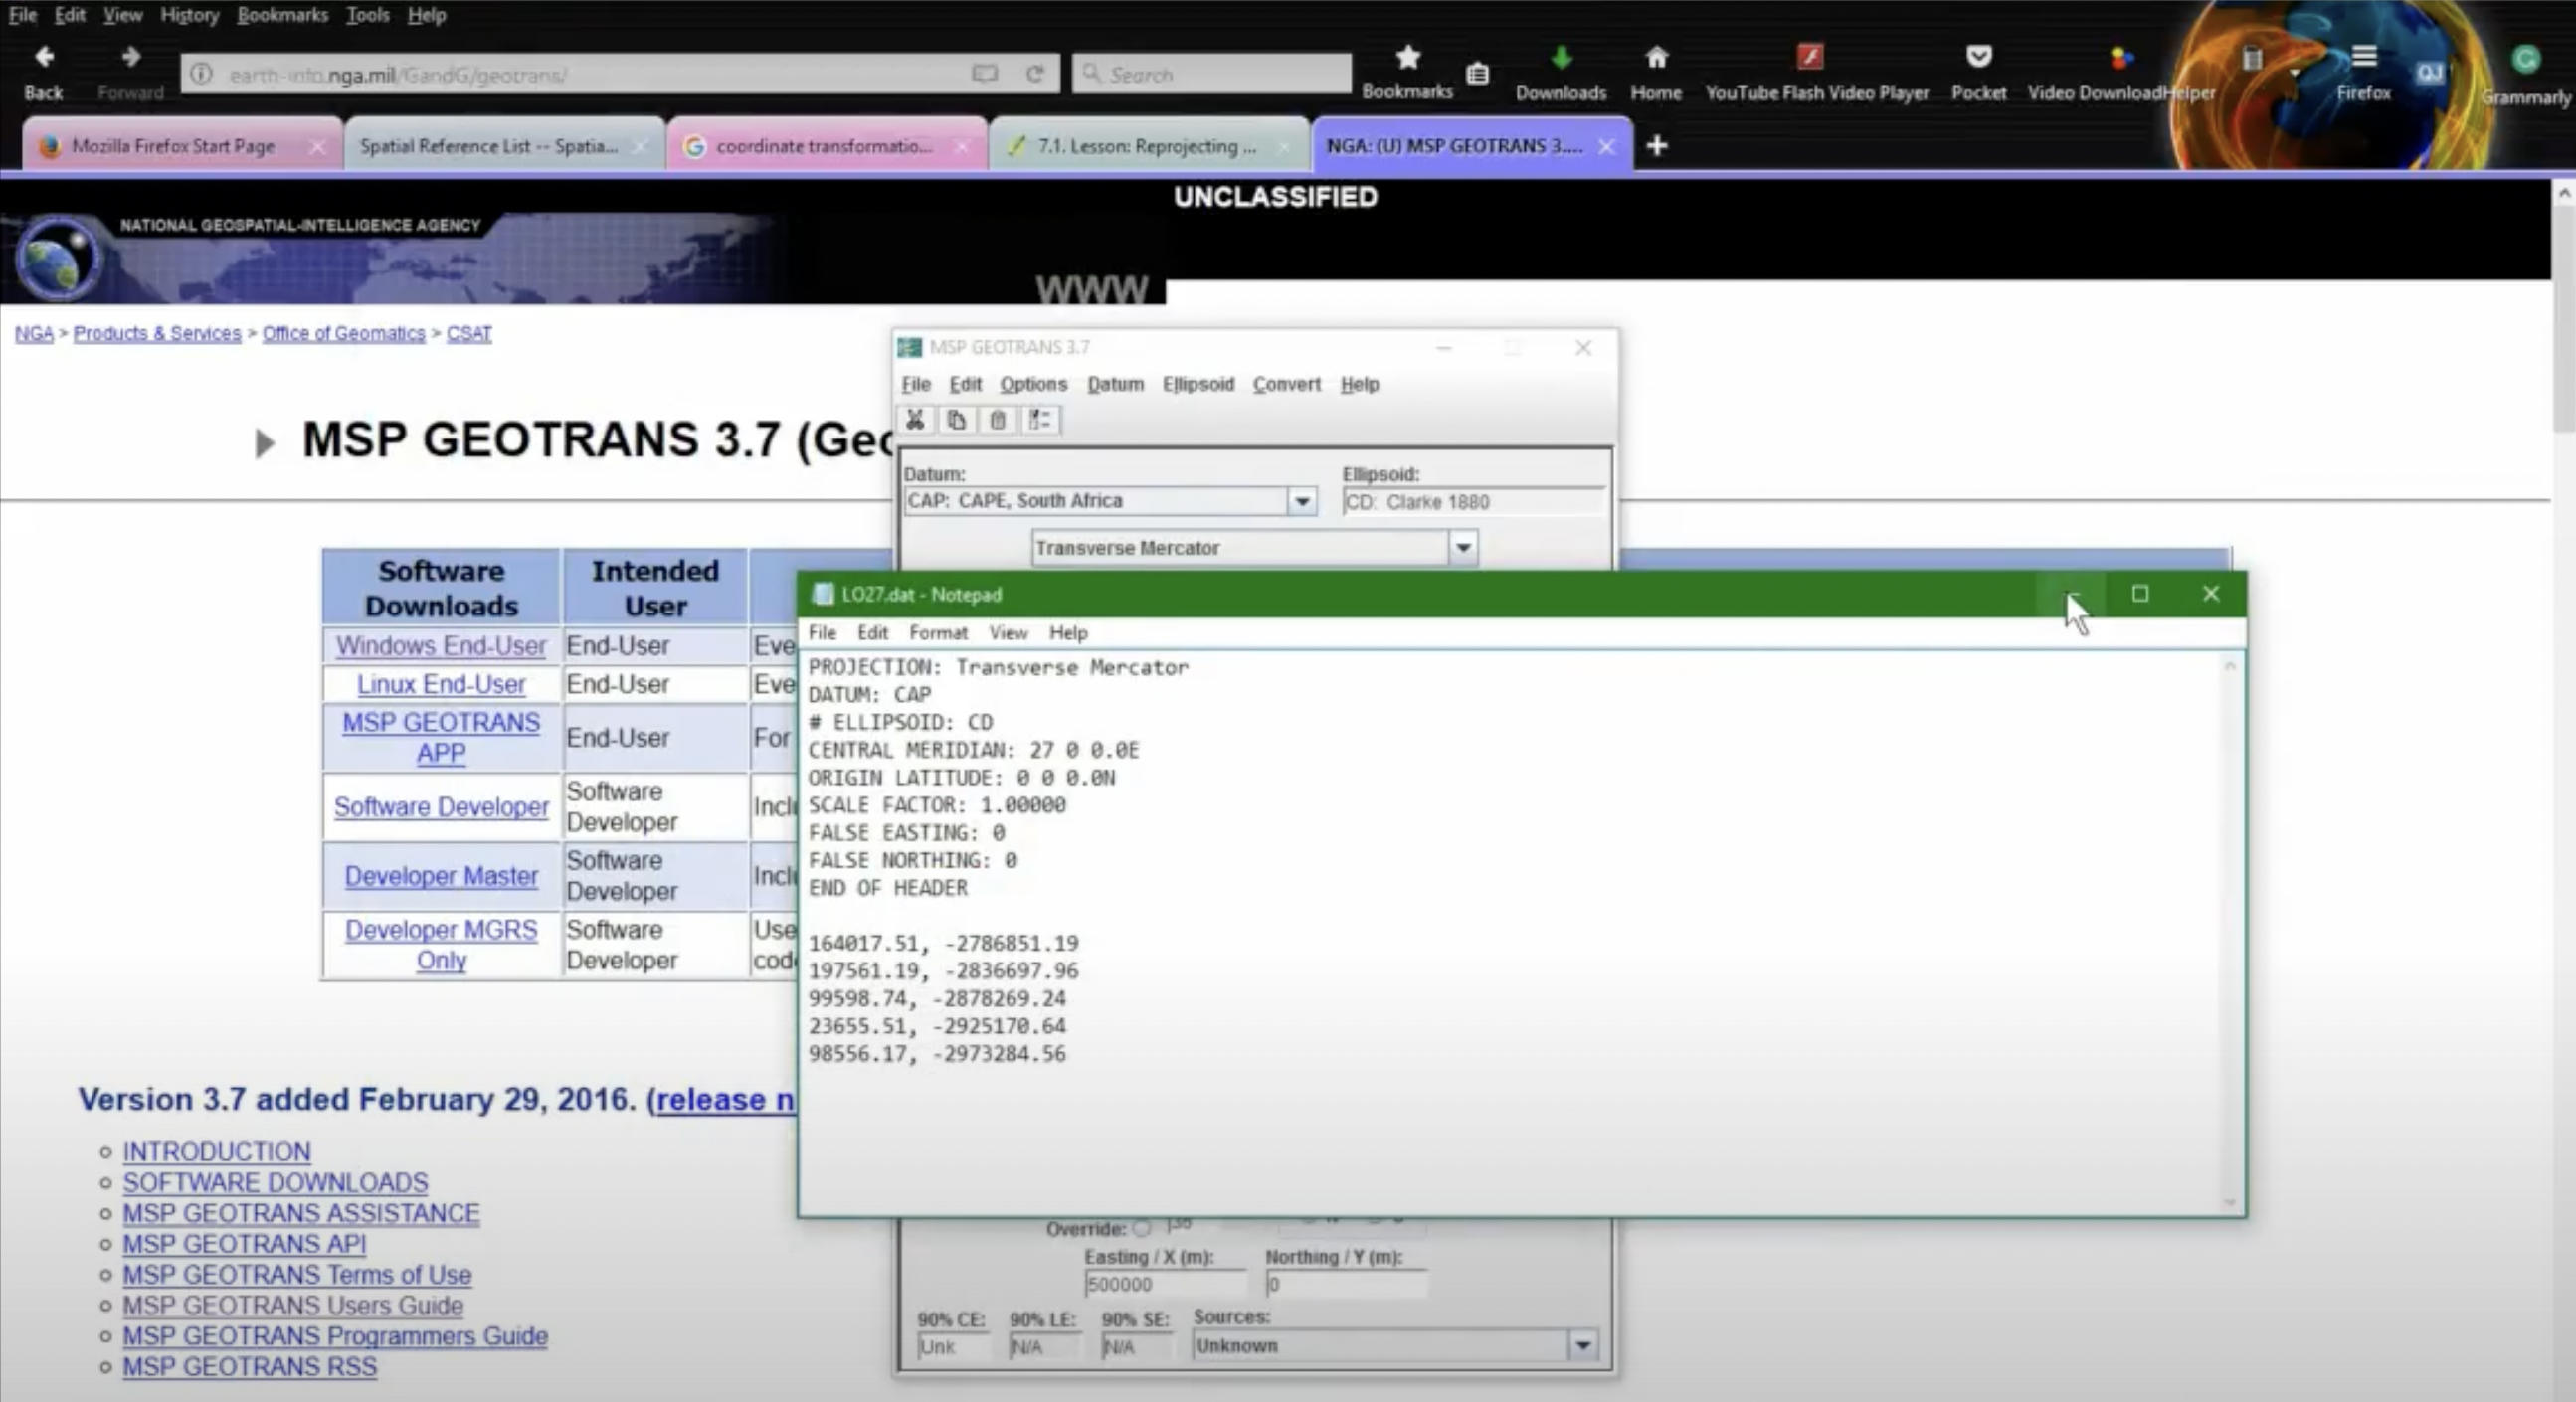 File Edit View History Bookmarks Tools Help
Back Forward earth-info.nga.mil/GandG/geotrans/ Search Bookmarks Downloads Home YouTube Flash Video Player Pocket Video DownloadHelper Firefox QJ Grammarly
Mozilla Firefox Start Page Spatial Reference List -- Spatia... coordinate transformatio... 7.1. Lesson: Reprojecting ... NGA: (U) MSP GEOTRANS 3....
UNCLASSIFIED
NATIONAL GEOSPATIAL-INTELLIGENCE AGENCY
WWW
NGA > Products & Services > Office of Geomatics > CSAT
MSP GEOTRANS 3.7 (Geo
Software Downloads Intended User
Windows End-User End-User Eve
Linux End-User End-User Eve
MSP GEOTRANS APP End-User For
Software Developer Software Developer Incl
Developer Master Software Developer Incl
Developer MGRS Only Software Developer Use cod
Version 3.7 added February 29, 2016. (release n
INTRODUCTION
SOFTWARE DOWNLOADS
MSP GEOTRANS ASSISTANCE
MSP GEOTRANS API
MSP GEOTRANS Terms of Use
MSP GEOTRANS Users Guide
MSP GEOTRANS Programmers Guide
MSP GEOTRANS RSS
MSP GEOTRANS 3.7
File Edit Options Datum Ellipsoid Convert Help
Datum: Ellipsoid:
CAP: CAPE, South Africa CD: Clarke 1880
Transverse Mercator
LO27.dat - Notepad
File Edit Format View Help
PROJECTION: Transverse Mercator
DATUM: CAP
# ELLIPSOID: CD
CENTRAL MERIDIAN: 27 0 0.0E
ORIGIN LATITUDE: 0 0 0.0N
SCALE FACTOR: 1.00000
FALSE EASTING: 0
FALSE NORTHING: 0
END OF HEADER
164017.51, -2786851.19
197561.19, -2836697.96
99598.74, -2878269.24
23655.51, -2925170.64
98556.17, -2973284.56
Override:
Easting / X (m): Northing / Y (m):
500000 0
90% CE: 90% LE: 90% SE: Sources:
Unk N/A N/A Unknown